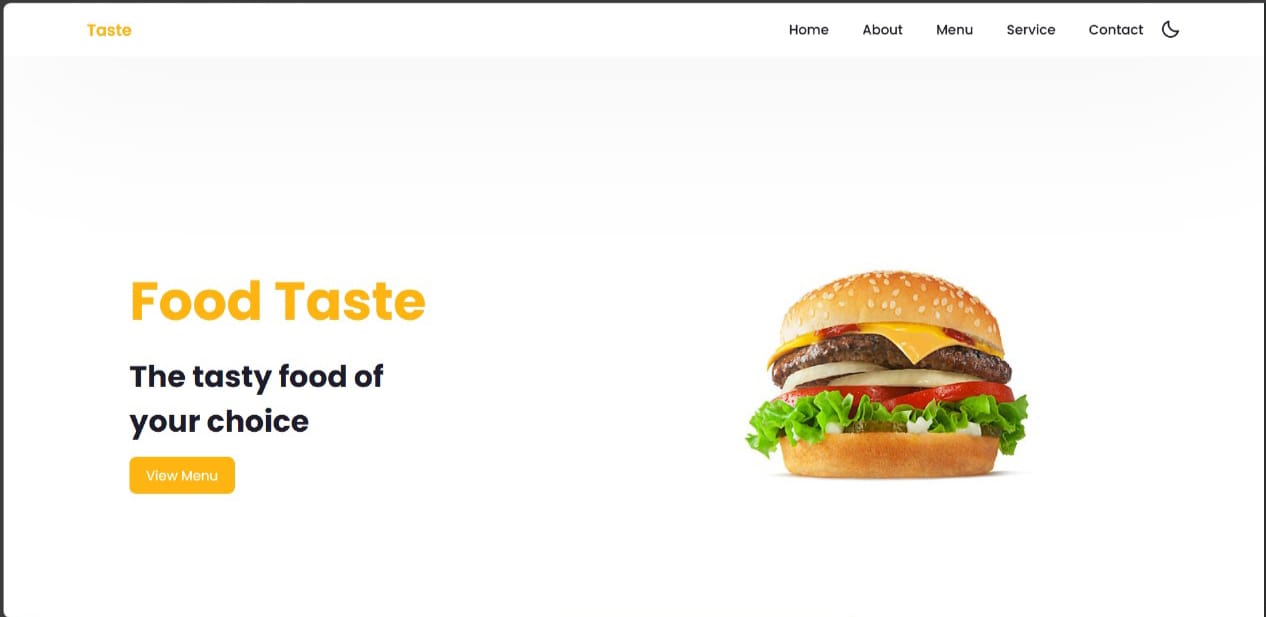 Taste
Home About Menu Service Contact
Food Taste
The tasty food of
your choice
View Menu